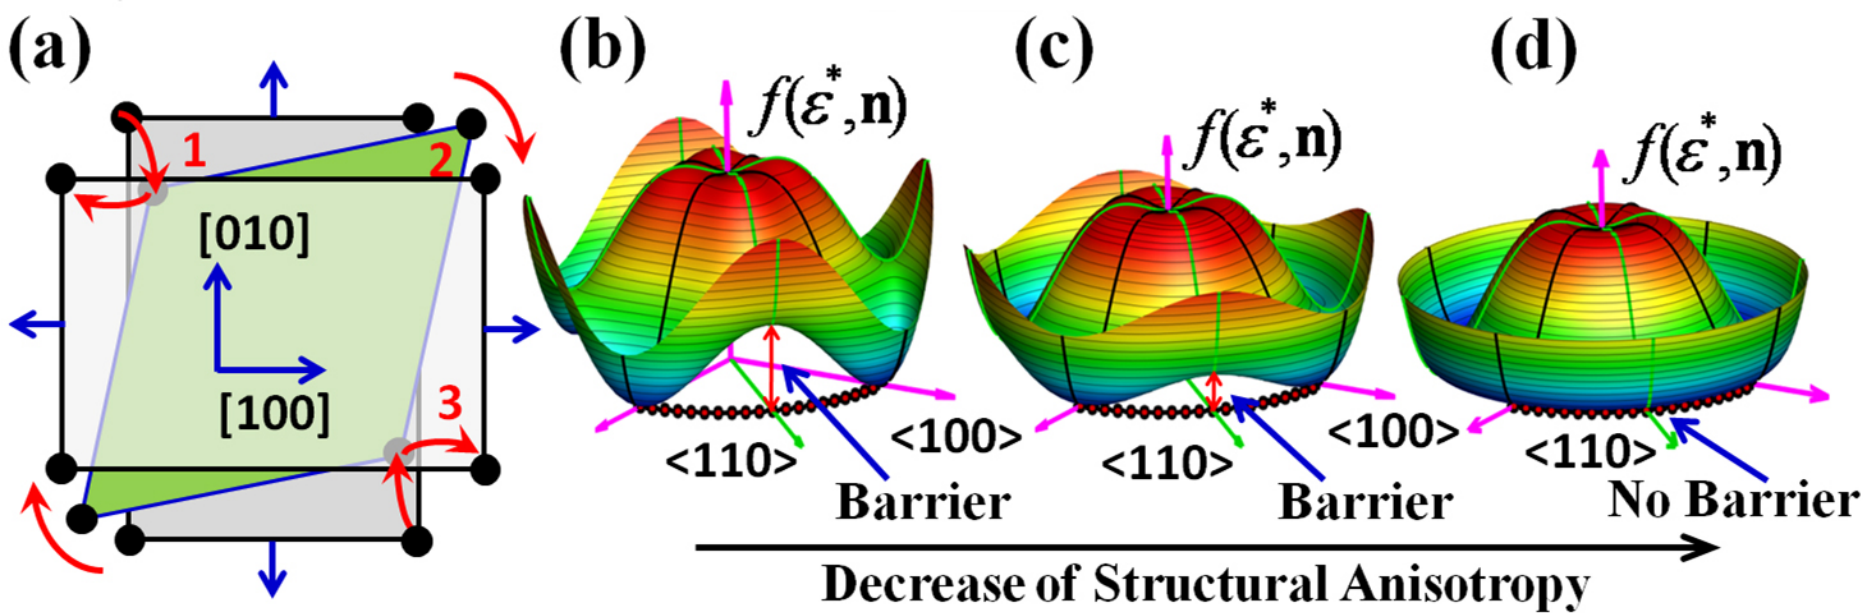 (a)
1
2
[010]
[100]
3
(b)
f(ε*,n)
<110>
<100>
Barrier
(c)
f(ε*,n)
<110>
<100>
Barrier
(d)
f(ε*,n)
<110>
No Barrier
Decrease of Structural Anisotropy